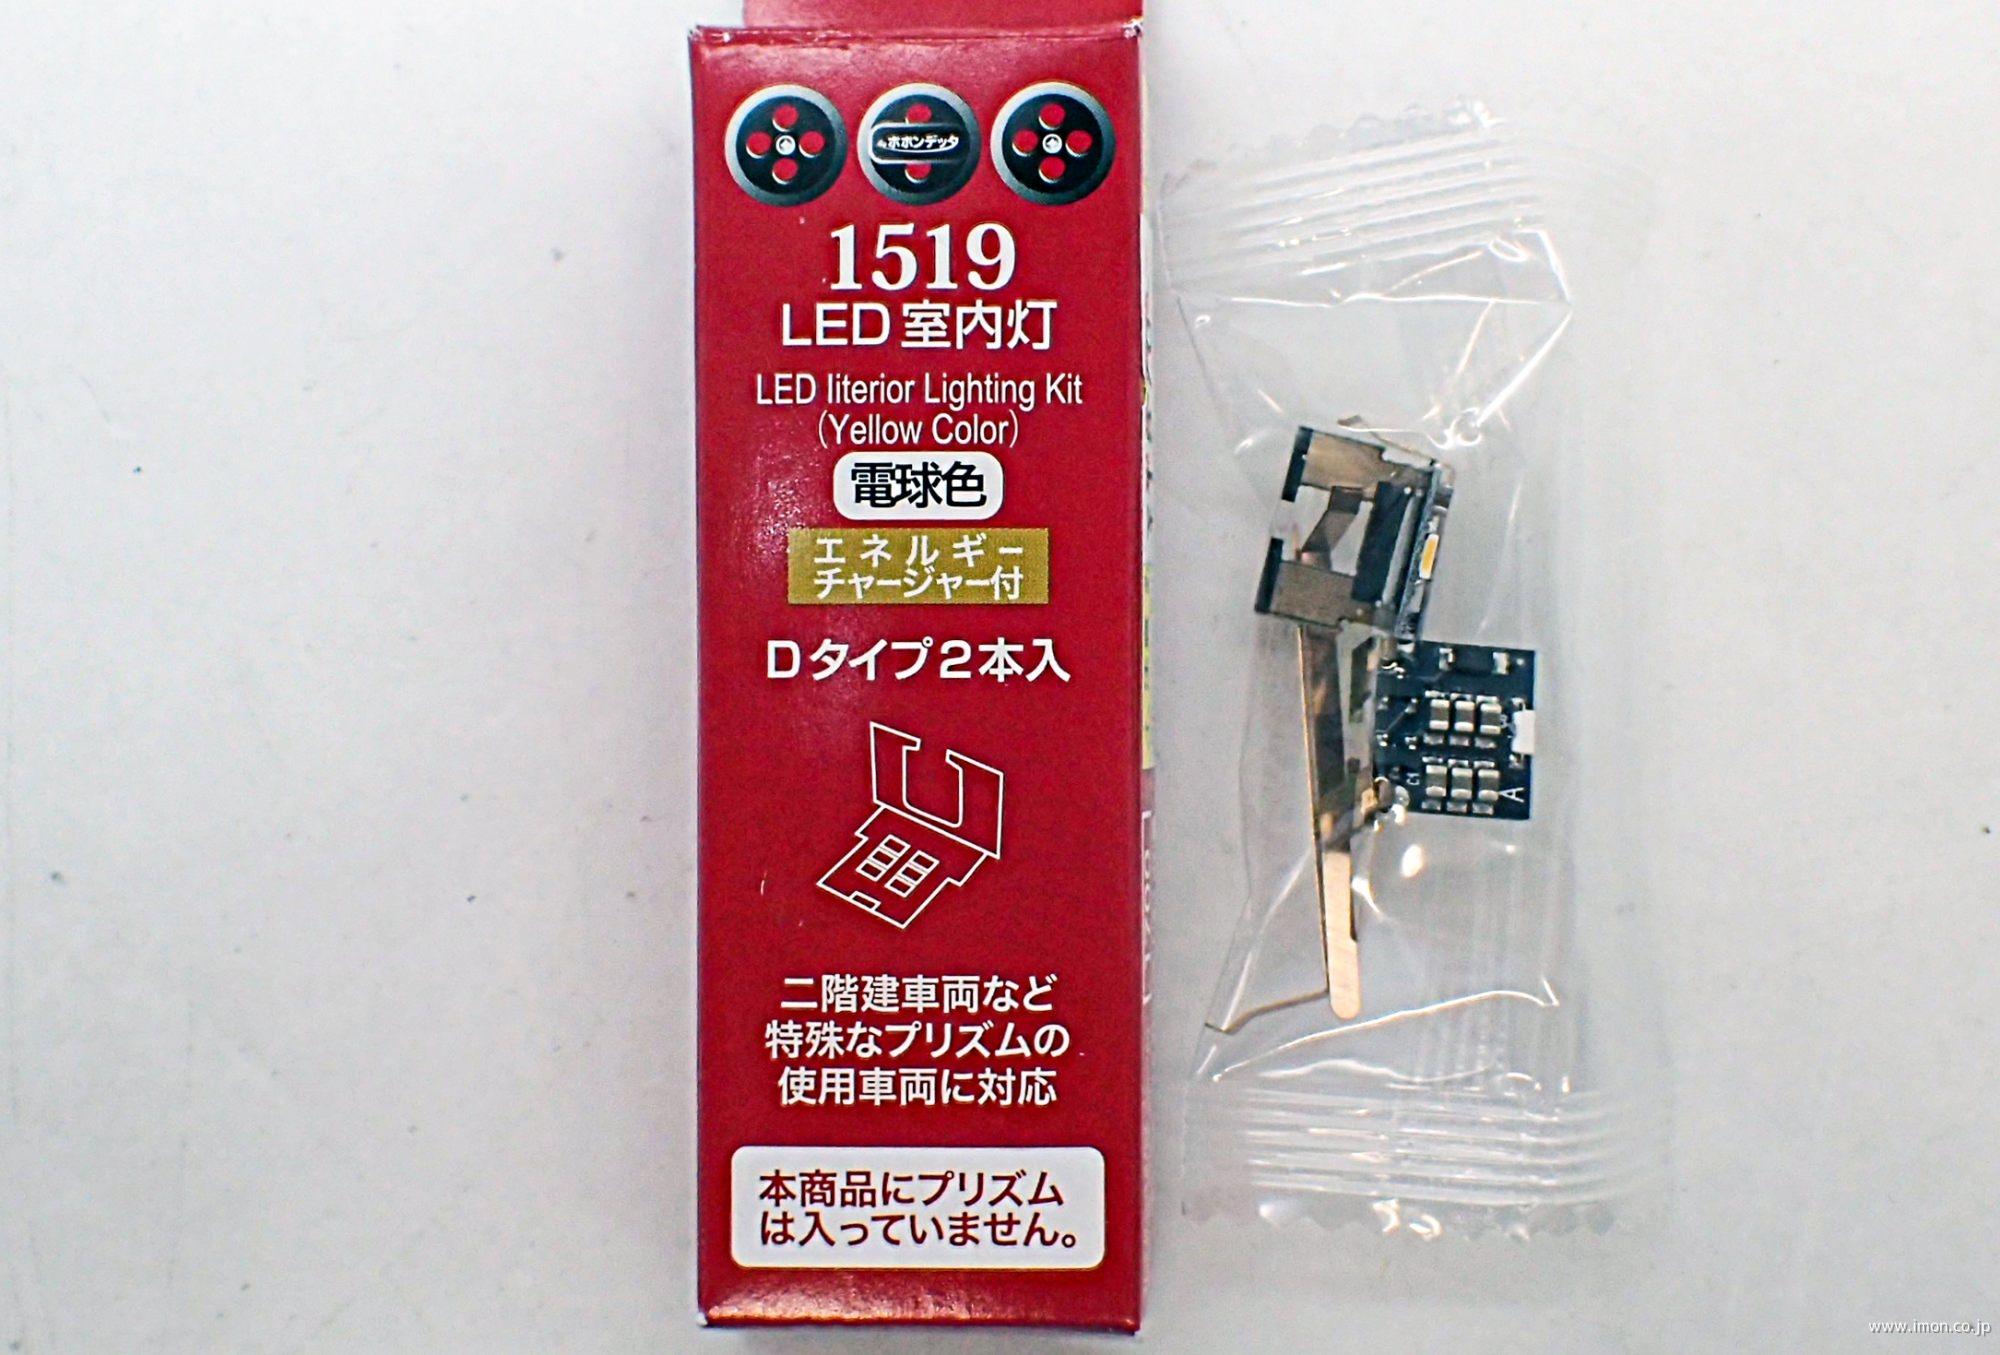 ポポンデッタ
1519
LED 室内灯
LED Iiterior Lighting Kit
(Yellow Color)
電球色
エネルギー
チャージャー付
Dタイプ2本入
二階建車両など
特殊なプリズムの
使用車両に対応
本商品にプリズム
は入っていません。
C1
A
www.imon.co.jp